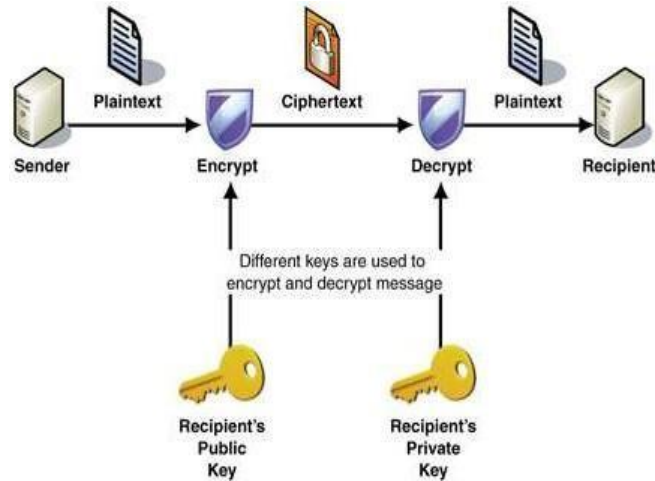 Plaintext
Ciphertext
Plaintext
Sender
Encrypt
Decrypt
Recipient
Different keys are used to
encrypt and decrypt message
Recipient's
Public
Key
Recipient's
Private
Key